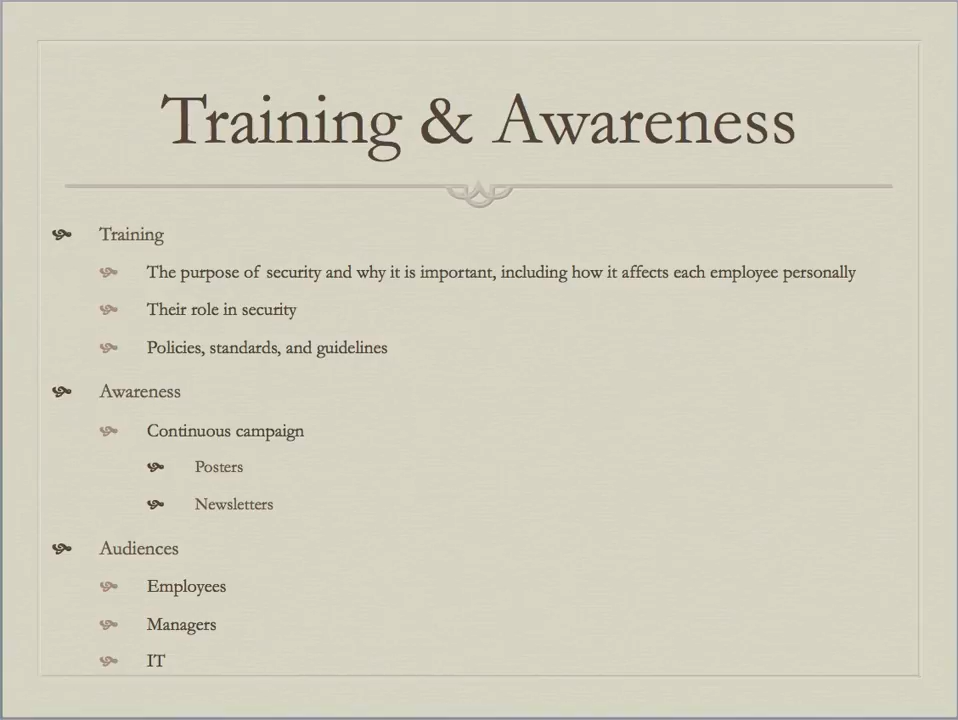 Training & Awareness
Training
The purpose of security and why it is important, including how it affects each employee personally
Their role in security
Policies, standards, and guidelines
Awareness
Continuous campaign
Posters
Newsletters
Audiences
Employees
Managers
IT